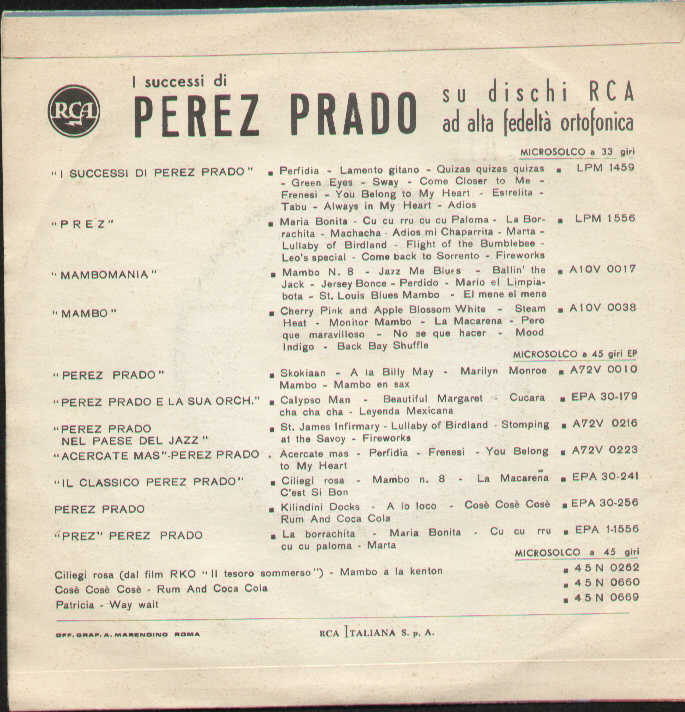 I successi di
RCA
PEREZ PRADO
su dischi RCA
ad alta fedeltà ortofonica
MICROSOLCO a 33 giri
"I SUCCESSI DI PEREZ PRADO" ■ Perfidia - Lamento gitano - Quizas quizas quizas ■ LPM 1459
- Green Eyes - Sway - Come Closer to Me -
Frenesi - You Belong to My Heart - Estrelita -
Tabu - Always in My Heart - Adios
"PREZ" ■ Maria Bonita - Cu cu rru cu cu Paloma - La Bor- ■ LPM 1556
rachita - Machacha - Adios mi Chaparrita - Marta -
Lullaby of Birdland - Flight of the Bumblebee -
Leo's special - Come back to Sorrento - Fireworks
"MAMBOMANIA" ■ Mambo N. 8 - Jazz Me Blues - Ballin' the ■ A10V 0017
Jack - Jersey Bonce - Perdido - Mario el Limpia-
bota - St. Louis Blues Mambo - El mene el mene
"MAMBO" ■ Cherry Pink and Apple Blossom White - Steam ■ A10V 0038
Heat - Monitor Mambo - La Macarena - Pero
que maravilloso - No se que hacer - Mood
Indigo - Back Bay Shuffle
MICROSOLCO a 45 giri EP
"PEREZ PRADO" ■ Skokiaan - A la Billy May - Marilyn Monroe ■ A72V 0010
Mambo - Mambo en sax
"PEREZ PRADO E LA SUA ORCH." ■ Calypso Man - Beautiful Margaret - Cucara ■ EPA 30-179
cha cha cha - Leyenda Mexicana
"PEREZ PRADO ■ St. James Infirmary - Lullaby of Birdland - Stomping ■ A72V 0216
NEL PAESE DEL JAZZ" at the Savoy - Fireworks
"ACERCATE MAS"-PEREZ PRADO . Acercate mas - Perfidia - Frenesi - You Belong ■ A72V 0223
to My Heart
"IL CLASSICO PEREZ PRADO" ■ Ciliegi rosa - Mambo n. 8 - La Macarena ■ EPA 30-241
C'est Si Bon
PEREZ PRADO ■ Kilindini Docks - A lo loco - Cosè Cosè Cosè ■ EPA 30-256
Rum And Coca Cola
"PREZ" PEREZ PRADO ■ La borrachita - Maria Bonita - Cu cu rru ■ EPA 1-1556
cu cu paloma - Marta
MICROSOLCO a 45 giri
Ciliegi rosa (dal film RKO "Il tesoro sommerso") - Mambo a la kenton ■ 45 N 0262
Cosè Cosè Cosè - Rum And Coca Cola ■ 45 N 0660
Patricia - Way wait ■ 45 N 0669
OFF. GRAF. A. MARENDINO ROMA
RCA ITALIANA S. p. A.